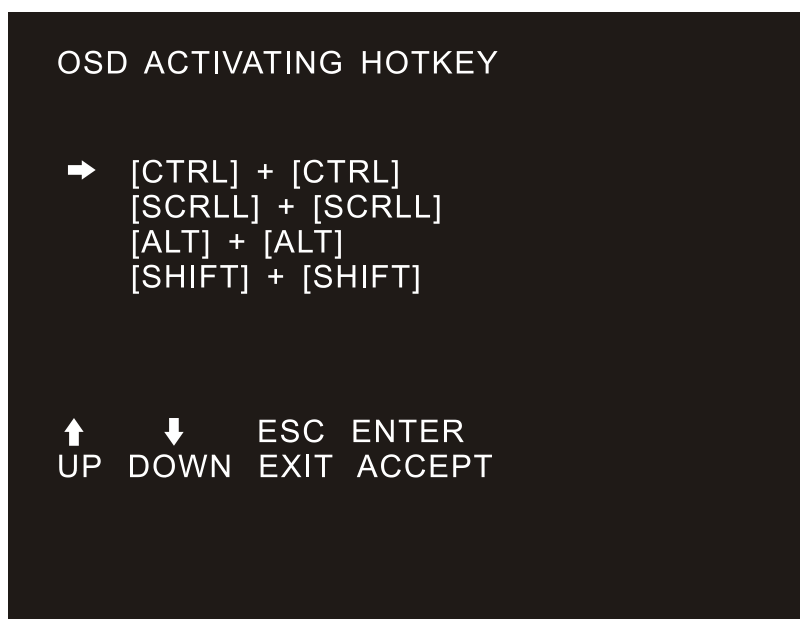 OSD ACTIVATING HOTKEY
[CTRL] + [CTRL]
[SCRLL] + [SCRLL]
[ALT] + [ALT]
[SHIFT] + [SHIFT]
ESC ENTER
UP DOWN EXIT ACCEPT